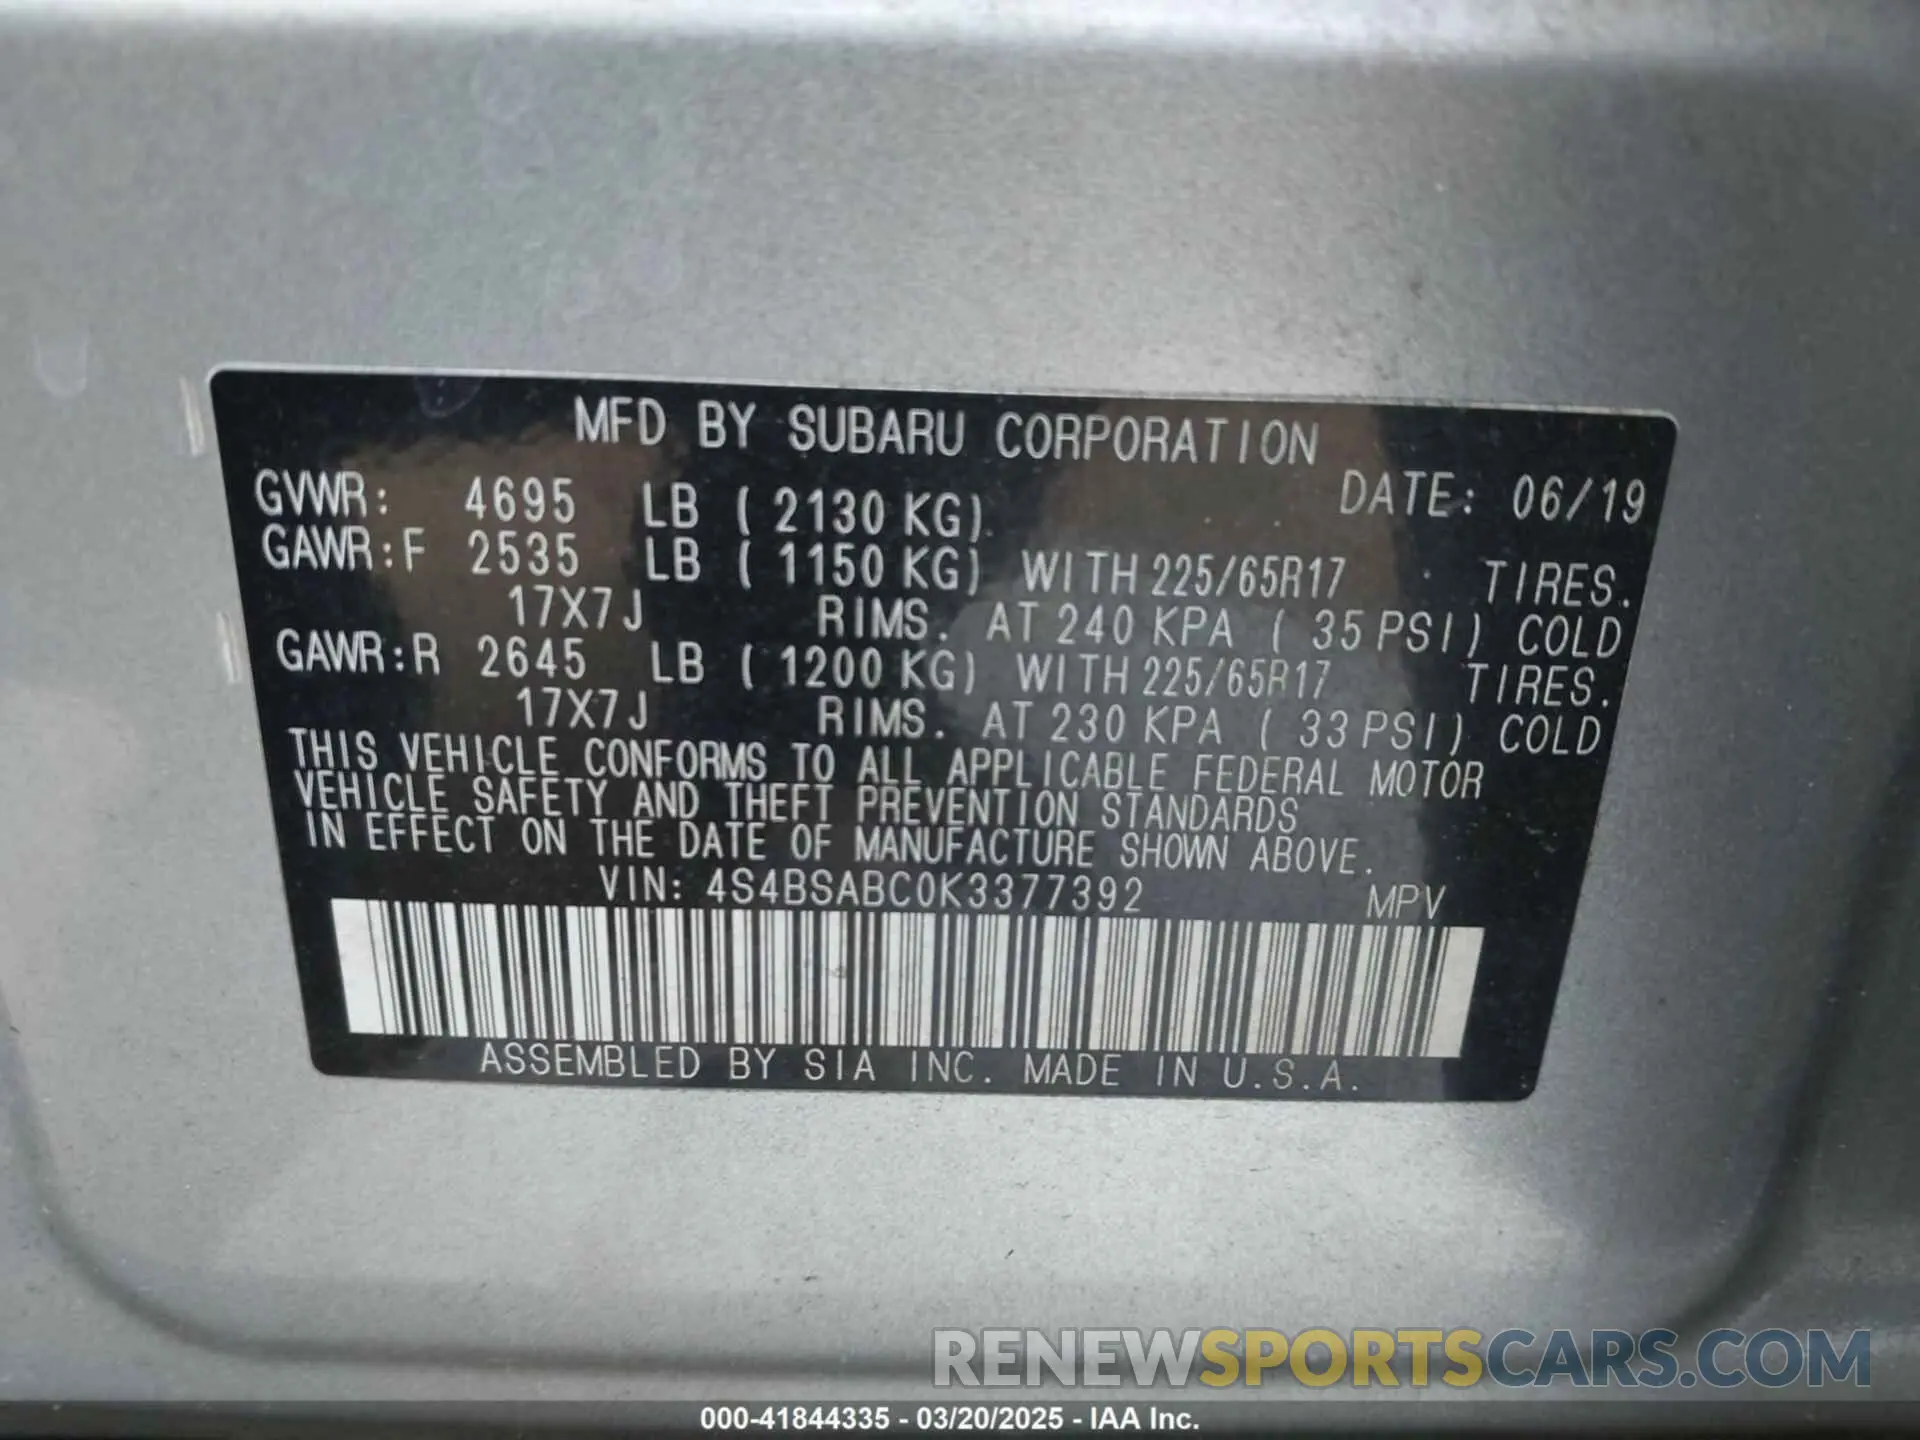 MFD BY SUBARU CORPORATION
GVWR: 4695 LB ( 2130 KG) DATE: 06/19
GAWR:F 2535 LB ( 1150 KG) WITH 225/65R17 TIRES.
17X7J RIMS. AT 240 KPA ( 35 PSI) COLD
GAWR:R 2645 LB ( 1200 KG) WITH 225/65R17 TIRES.
17X7J RIMS. AT 230 KPA ( 33 PSI) COLD
THIS VEHICLE CONFORMS TO ALL APPLICABLE FEDERAL MOTOR
VEHICLE SAFETY AND THEFT PREVENTION STANDARDS
IN EFFECT ON THE DATE OF MANUFACTURE SHOWN ABOVE.
VIN: 4S4BSABC0K3377392 MPV
ASSEMBLED BY SIA INC. MADE IN U.S.A.
RENEWSPORTSCARS.COM
000-41844335 - 03/20/2025 - IAA Inc.